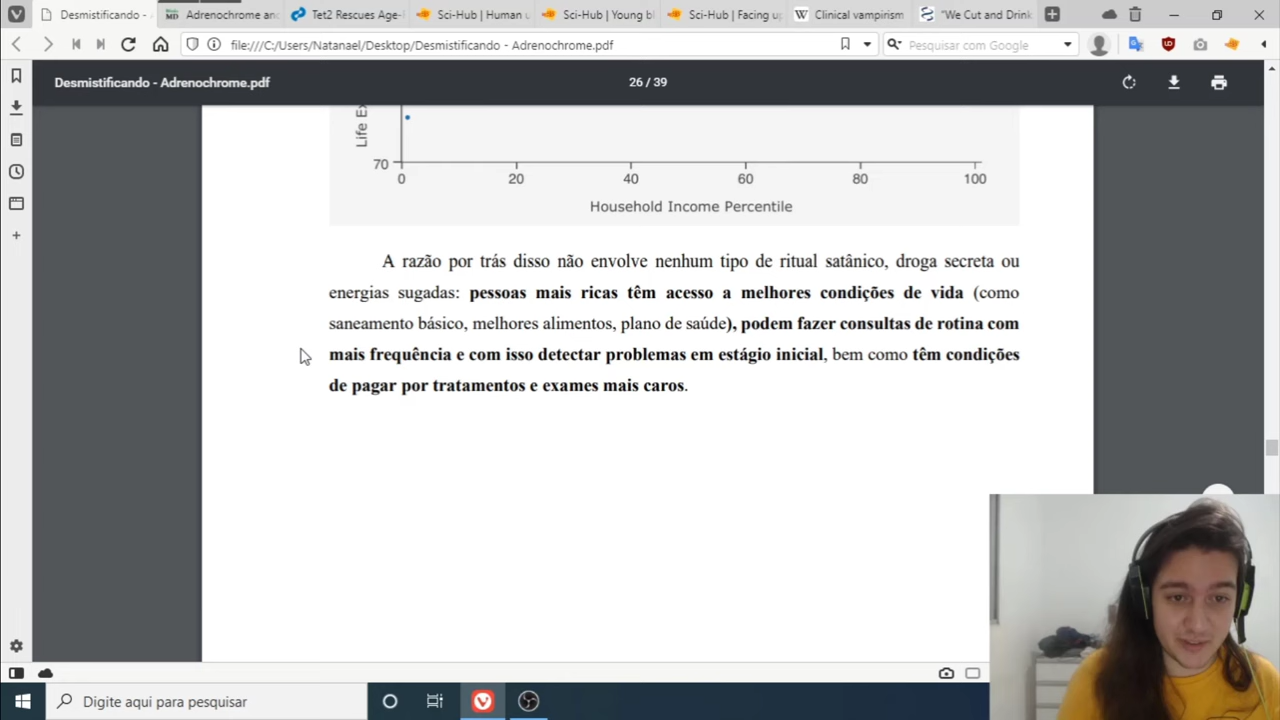 Desmistificando -
Adrenochrome and
Tet2 Rescues Age-
Sci-Hub | Human
Sci-Hub | Young bl
Sci-Hub | Facing up
Clinical vampirism
"We Cut and Drink
file:///C:/Users/Natanael/Desktop/Desmistificando - Adrenochrome.pdf
Pesquisar com Google
Desmistificando - Adrenochrome.pdf
26 / 39
Life Ex
70
0 20 40 60 80 100
Household Income Percentile
A razão por trás disso não envolve nenhum tipo de ritual satânico, droga secreta ou
energias sugadas: pessoas mais ricas têm acesso a melhores condições de vida (como
saneamento básico, melhores alimentos, plano de saúde), podem fazer consultas de rotina com
mais frequência e com isso detectar problemas em estágio inicial, bem como têm condições
de pagar por tratamentos e exames mais caros.
Digite aqui para pesquisar